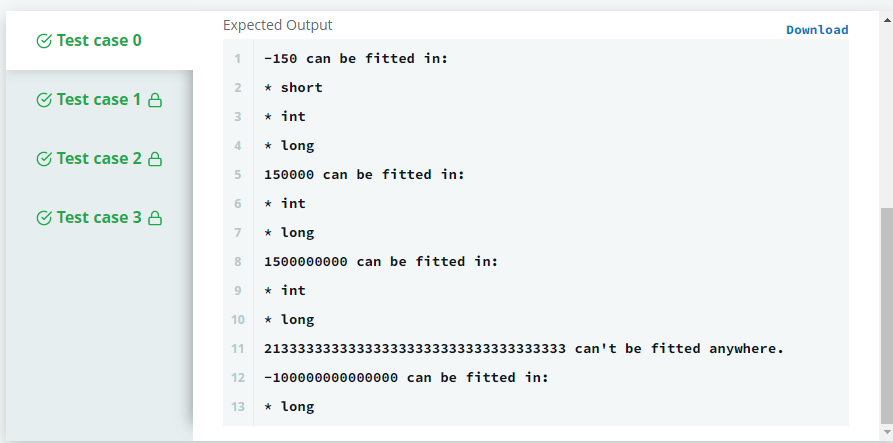 Test case 0
Test case 1
Test case 2
Test case 3
Expected Output
Download
1 -150 can be fitted in:
2 * short
3 * int
4 * long
5 150000 can be fitted in:
6 * int
7 * long
8 1500000000 can be fitted in:
9 * int
10 * long
11 213333333333333333333333333333333333 can't be fitted anywhere.
12 -100000000000000 can be fitted in:
13 * long